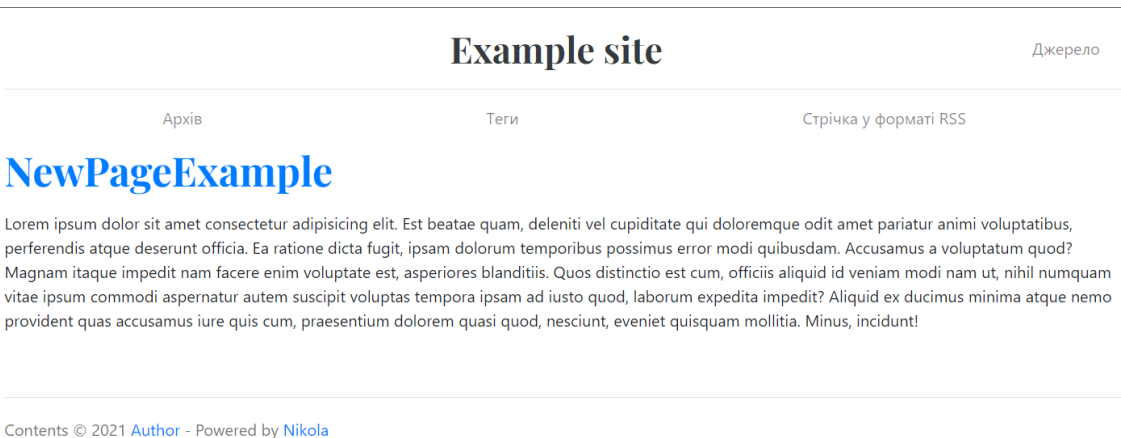 Example site
Джерело
Архів
Теги
Стрічка у форматі RSS
NewPageExample
Lorem ipsum dolor sit amet consectetur adipisicing elit. Est beatae quam, deleniti vel cupiditate qui doloremque odit amet pariatur animi voluptatibus,
perferendis atque deserunt officia. Ea ratione dicta fugit, ipsam dolorum temporibus possimus error modi quibusdam. Accusamus a voluptatum quod?
Magnam itaque impedit nam facere enim voluptate est, asperiores blanditiis. Quos distinctio est cum, officiis aliquid id veniam modi nam ut, nihil numquam
vitae ipsum commodi aspernatur autem suscipit voluptas tempora ipsam ad iusto quod, laborum expedita impedit? Aliquid ex ducimus minima atque nemo
provident quas accusamus iure quis cum, praesentium dolorem quasi quod, nesciunt, eveniet quisquam mollitia. Minus, incidunt!
Contents © 2021 Author - Powered by Nikola